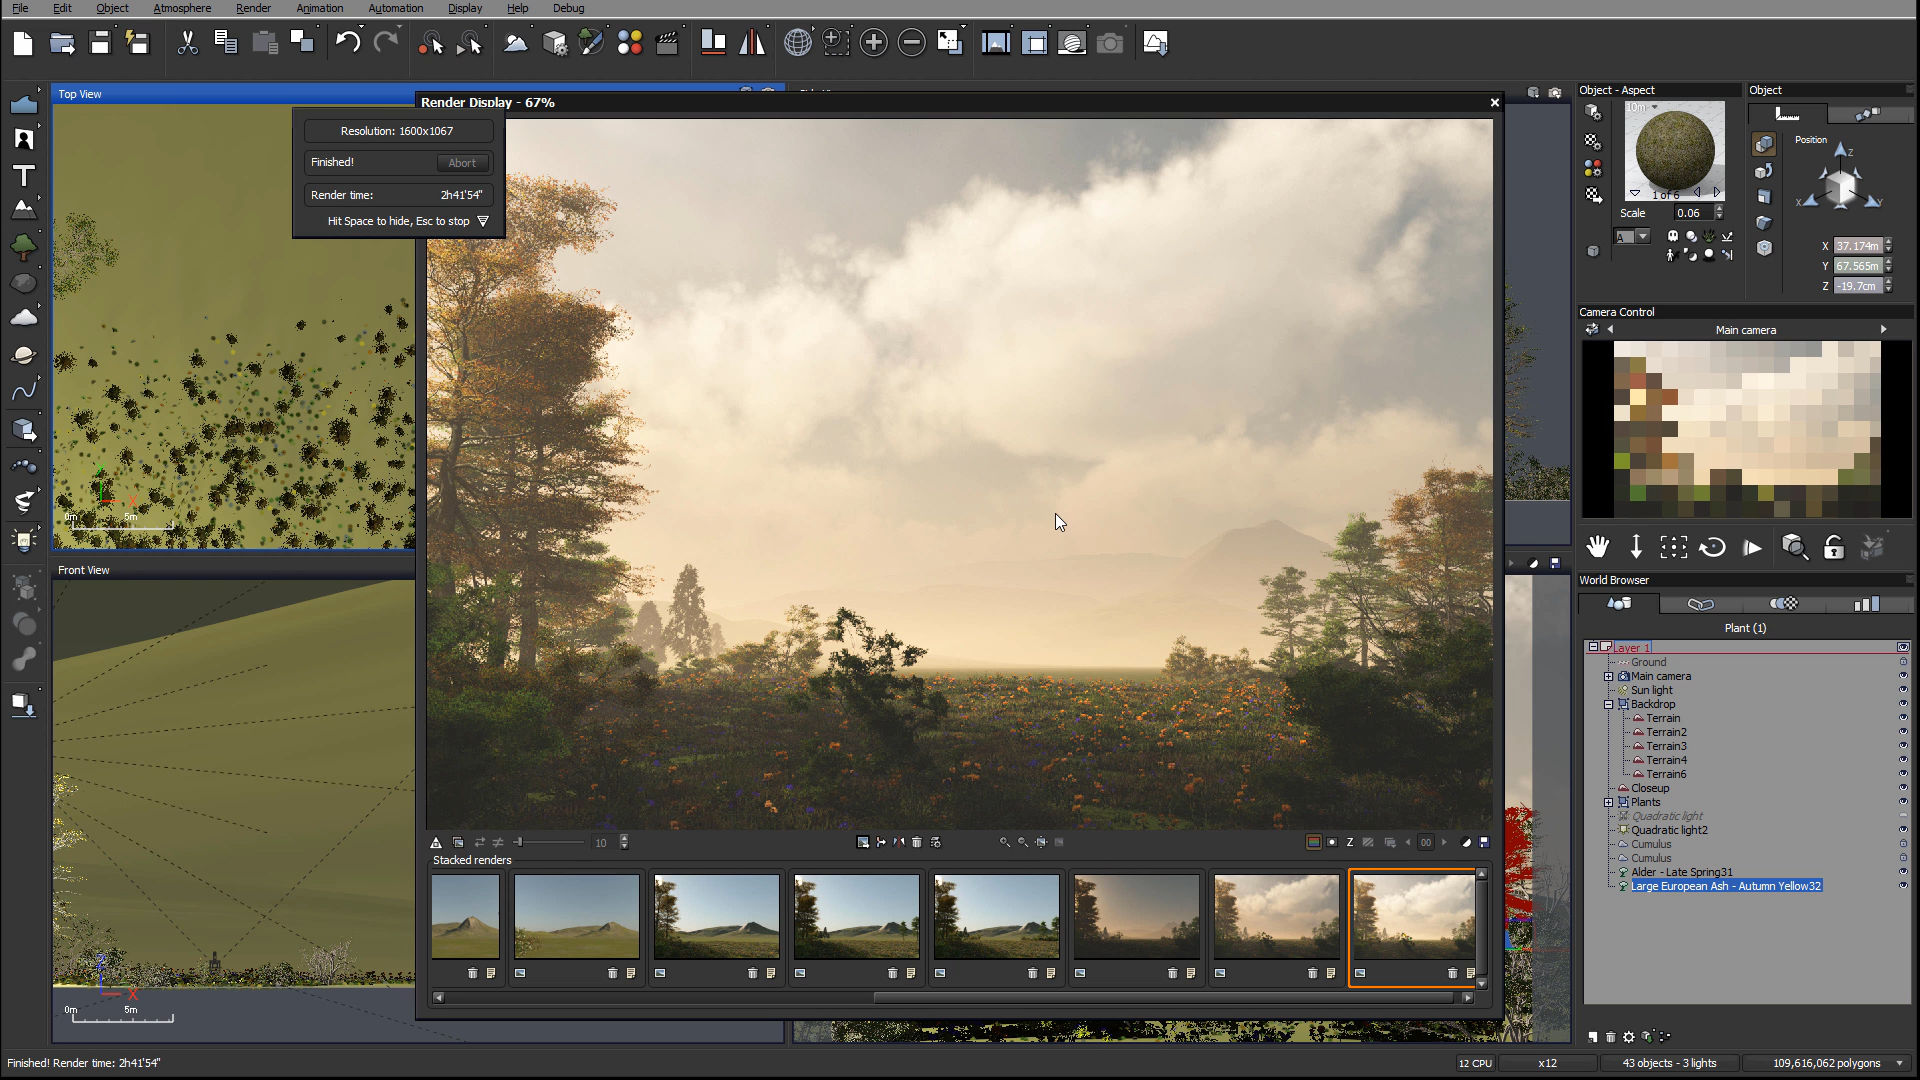 File Edit Object Atmosphere Render Animation Automation Display Help Debug
Top View
Render Display - 67%
Resolution: 1600x1067
Finished! Abort
Render time: 2h41'54"
Hit Space to hide, Esc to stop
0m 5m
Front View
Z
X
0m 5m
10
Z
00
Stacked renders
Object - Aspect
10m
1 of 6
Scale 0.06
A
Object
Position
Z
X Y
X 37.174m
Y 67.565m
Z -19.7cm
Camera Control
Main camera
World Browser
Plant (1)
Layer 1
Ground
Main camera
Sun light
Backdrop
Terrain
Terrain2
Terrain3
Terrain4
Terrain6
Closeup
Plants
Quadratic light
Quadratic light2
Cumulus
Cumulus
Alder - Late Spring31
Large European Ash - Autumn Yellow32
Finished! Render time: 2h41'54"
12 CPU x12 43 objects - 3 lights 109,616,062 polygons